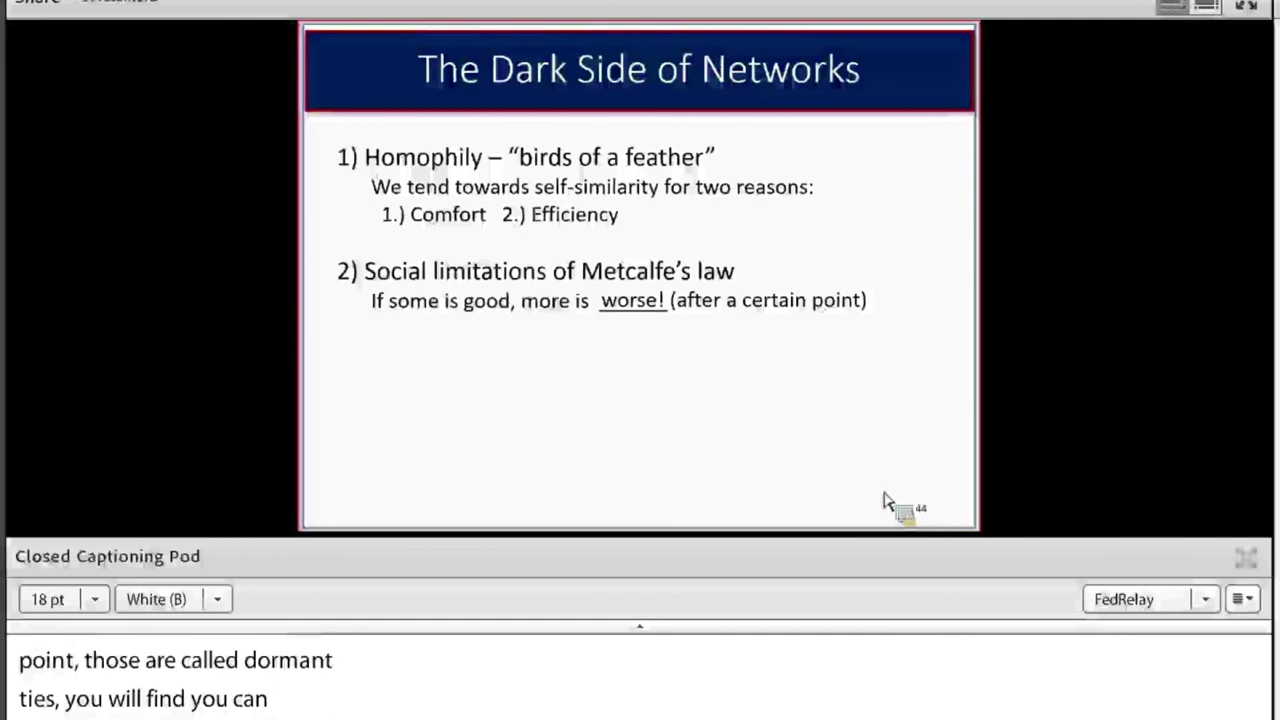 The Dark Side of Networks
1) Homophily – “birds of a feather”
We tend towards self-similarity for two reasons:
1.) Comfort 2.) Efficiency
2) Social limitations of Metcalfe’s law
If some is good, more is worse! (after a certain point)
44
Closed Captioning Pod
18 pt
White (B)
FedRelay
point, those are called dormant
ties, you will find you can